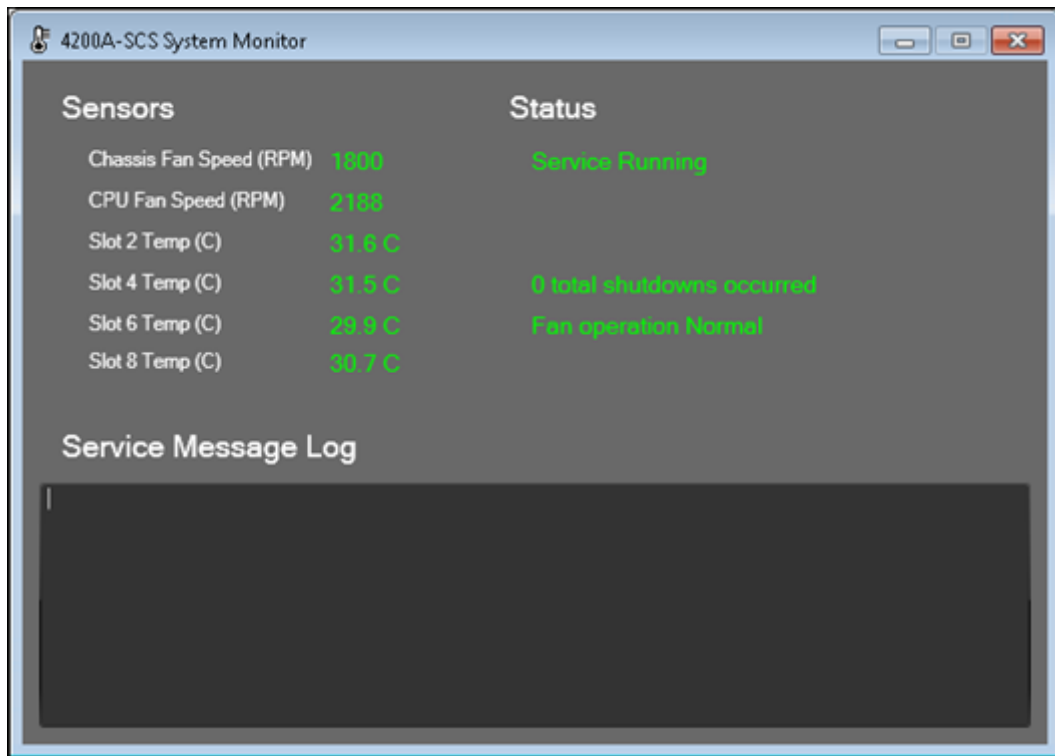 4200A-SCS System Monitor
Sensors Status
Chassis Fan Speed (RPM) 1800 Service Running
CPU Fan Speed (RPM) 2188
Slot 2 Temp (C) 31.6 C
Slot 4 Temp (C) 31.5 C 0 total shutdowns occurred
Slot 6 Temp (C) 29.9 C Fan operation Normal
Slot 8 Temp (C) 30.7 C
Service Message Log